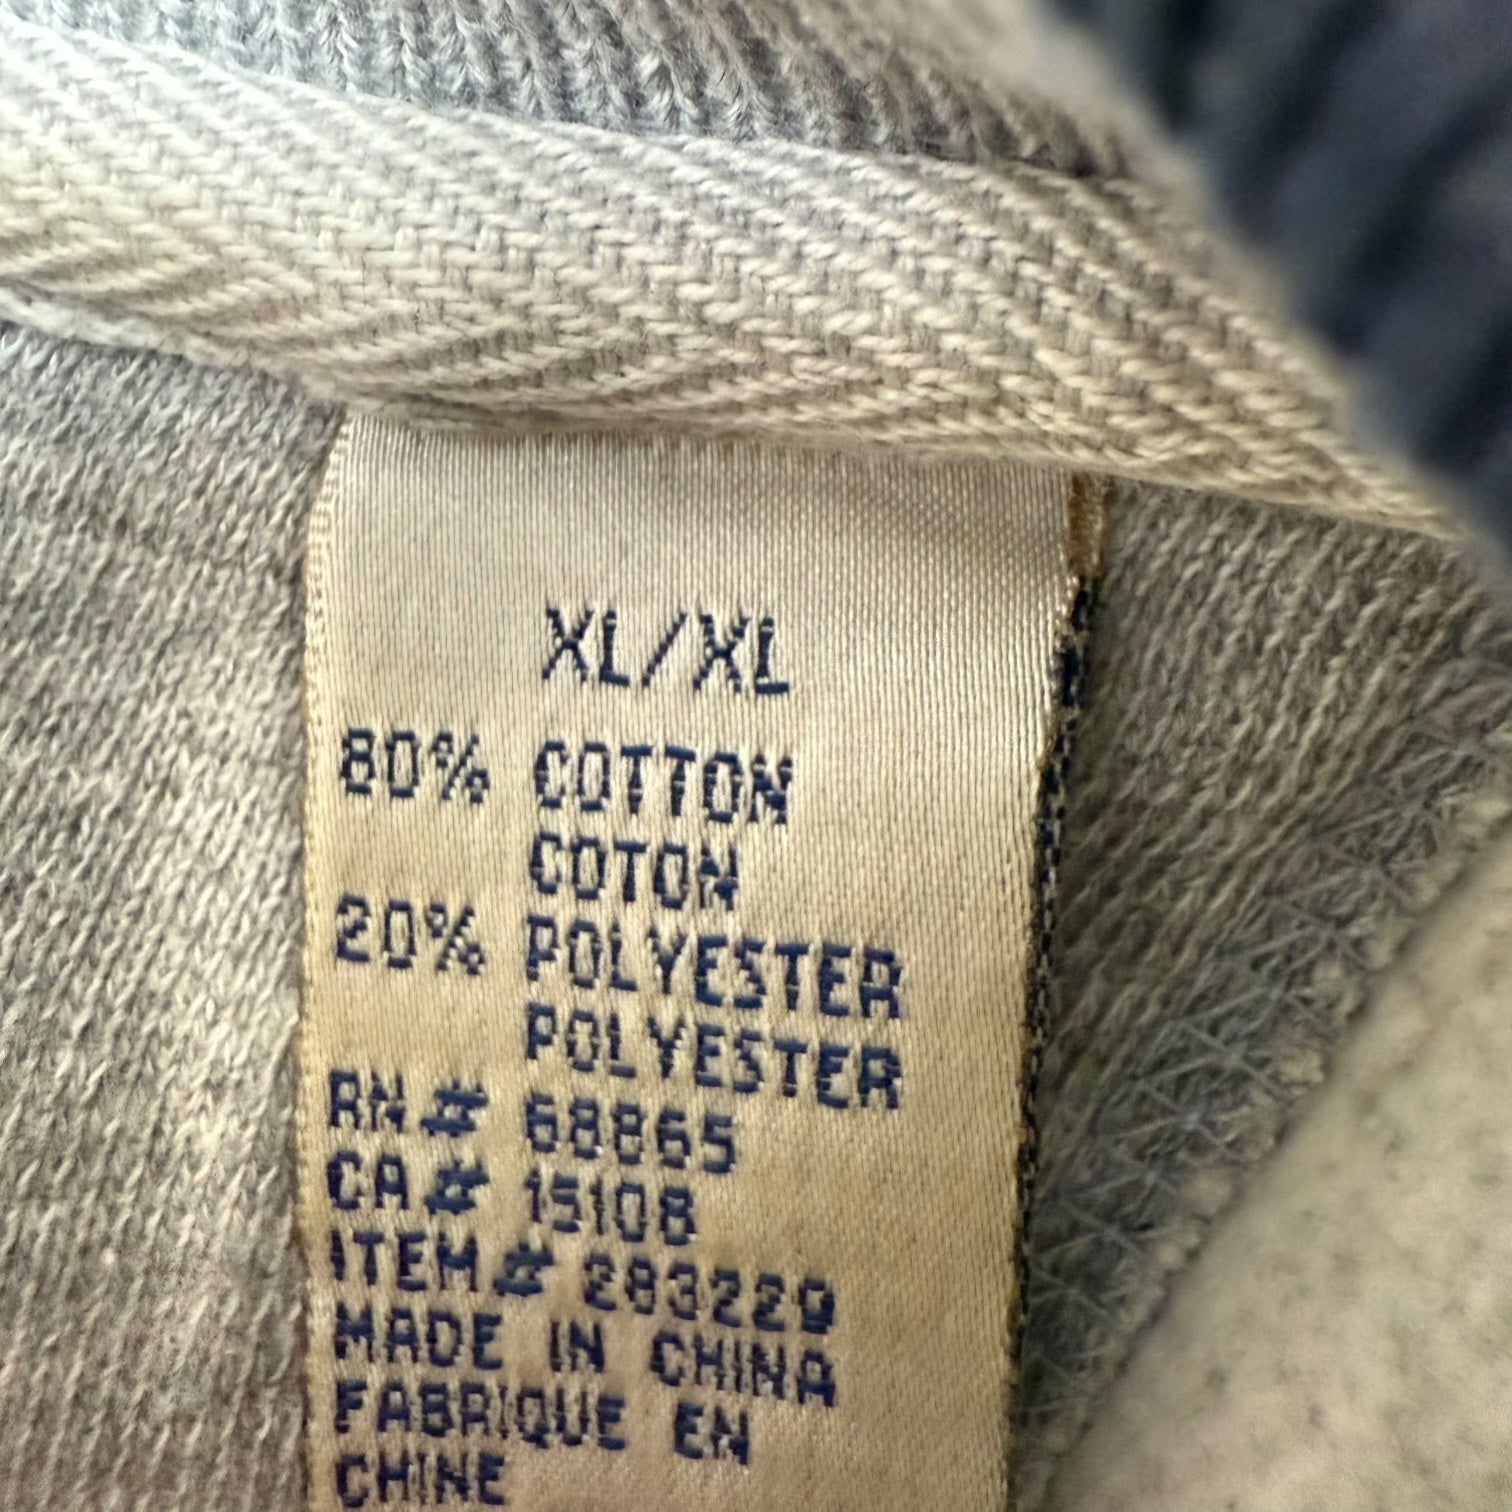 XL/XL
80% COTTON
COTON
20% POLYESTER
POLYESTER
RN# 68865
CA# 15108
ITEM# 283229
MADE IN CHINA
FABRIQUE EN
CHINE